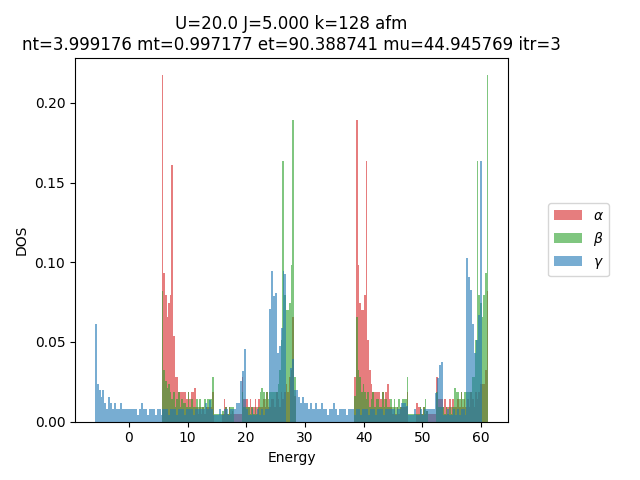 U=20.0 J=5.000 k=128 afm
nt=3.999176 mt=0.997177 et=90.388741 mu=44.945769 itr=3
DOS
0.20
0.15
0.10
0.05
0.00
0 10 20 30 40 50 60
Energy
α
β
γ